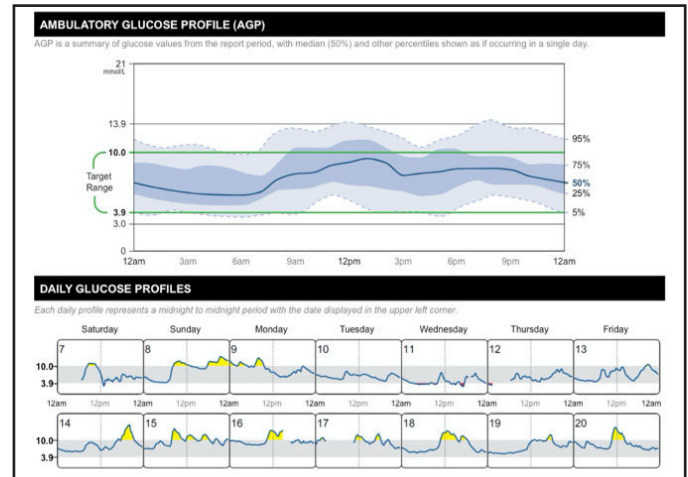 AMBULATORY GLUCOSE PROFILE (AGP)
AGP is a summary of glucose values from the report period, with median (50%) and other percentiles shown as if occurring in a single day.
21
mmol/L
13.9
95%
10.0
75%
Target
Range
50%
25%
3.9
5%
3.0
0
12am 3am 6am 9am 12pm 3pm 6pm 9pm 12am
DAILY GLUCOSE PROFILES
Each daily profile represents a midnight to midnight period with the date displayed in the upper left corner.
Saturday Sunday Monday Tuesday Wednesday Thursday Friday
7 8 9 10 11 12 13
10.0
3.9
12am 12pm 12am 12pm 12am 12pm 12am 12pm 12am 12pm 12am 12pm 12am 12pm 12am
14 15 16 17 18 19 20
10.0
3.9